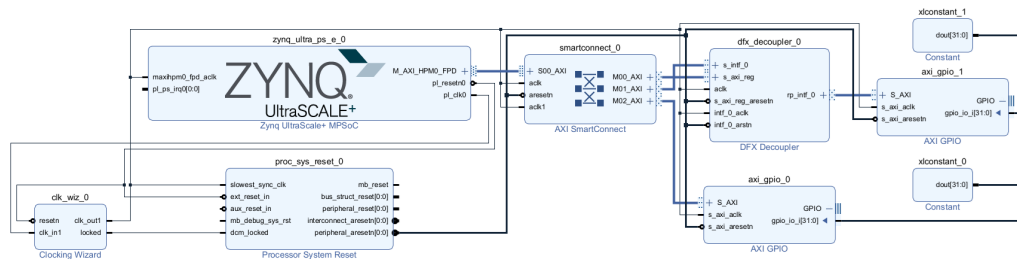 zynq_ultra_ps_e_0
maxihpm0_fpd_aclk
pl_ps_irq0[0:0]
ZYNQ
UltraSCALE+
M_AXI_HPM0_FPD
pl_resetn0
pl_clk0
Zynq UltraScale+ MPSoC
smartconnect_0
S00_AXI
aclk
aresetn
aclk1
M00_AXI
M01_AXI
M02_AXI
AXI SmartConnect
dfx_decoupler_0
s_intf_0
s_axi_reg
aclk
s_axi_reg_aresetn
intf_0_aclk
intf_0_arstn
rp_intf_0
DFX Decoupler
xlconstant_1
dout[31:0]
Constant
axi_gpio_1
S_AXI
s_axi_aclk
s_axi_aresetn
GPIO
gpio_io_i[31:0]
AXI GPIO
clk_wiz_0
resetn
clk_in1
clk_out1
locked
Clocking Wizard
proc_sys_reset_0
slowest_sync_clk
ext_reset_in
aux_reset_in
mb_debug_sys_rst
dcm_locked
mb_reset
bus_struct_reset[0:0]
peripheral_reset[0:0]
interconnect_aresetn[0:0]
peripheral_aresetn[0:0]
Processor System Reset
axi_gpio_0
S_AXI
s_axi_aclk
s_axi_aresetn
GPIO
gpio_io_i[31:0]
AXI GPIO
xlconstant_0
dout[31:0]
Constant